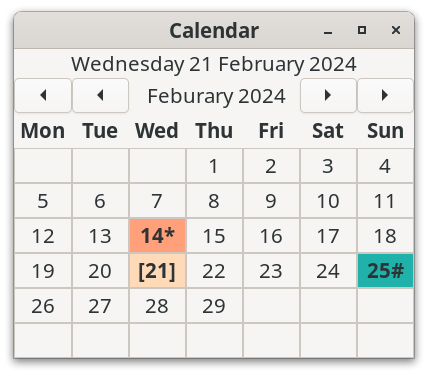 Calendar
Wednesday 21 February 2024
Feburary 2024
Mon Tue Wed Thu Fri Sat Sun
1 2 3 4
5 6 7 8 9 10 11
12 13 14* 15 16 17 18
19 20 [21] 22 23 24 25#
26 27 28 29